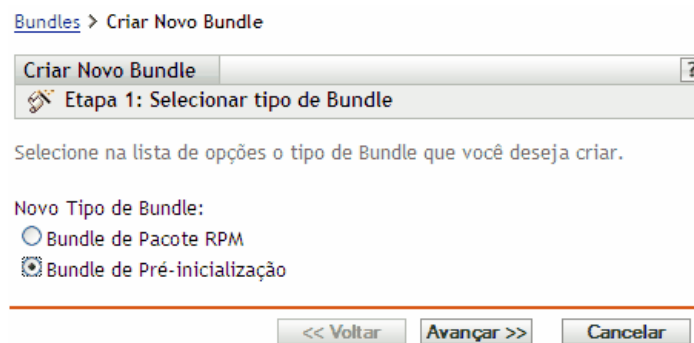 Bundles > Criar Novo Bundle
Criar Novo Bundle ?
Etapa 1: Selecionar tipo de Bundle
Selecione na lista de opções o tipo de Bundle que você deseja criar.
Novo Tipo de Bundle:
Bundle de Pacote RPM
Bundle de Pré-inicialização
<< Voltar Avançar >> Cancelar